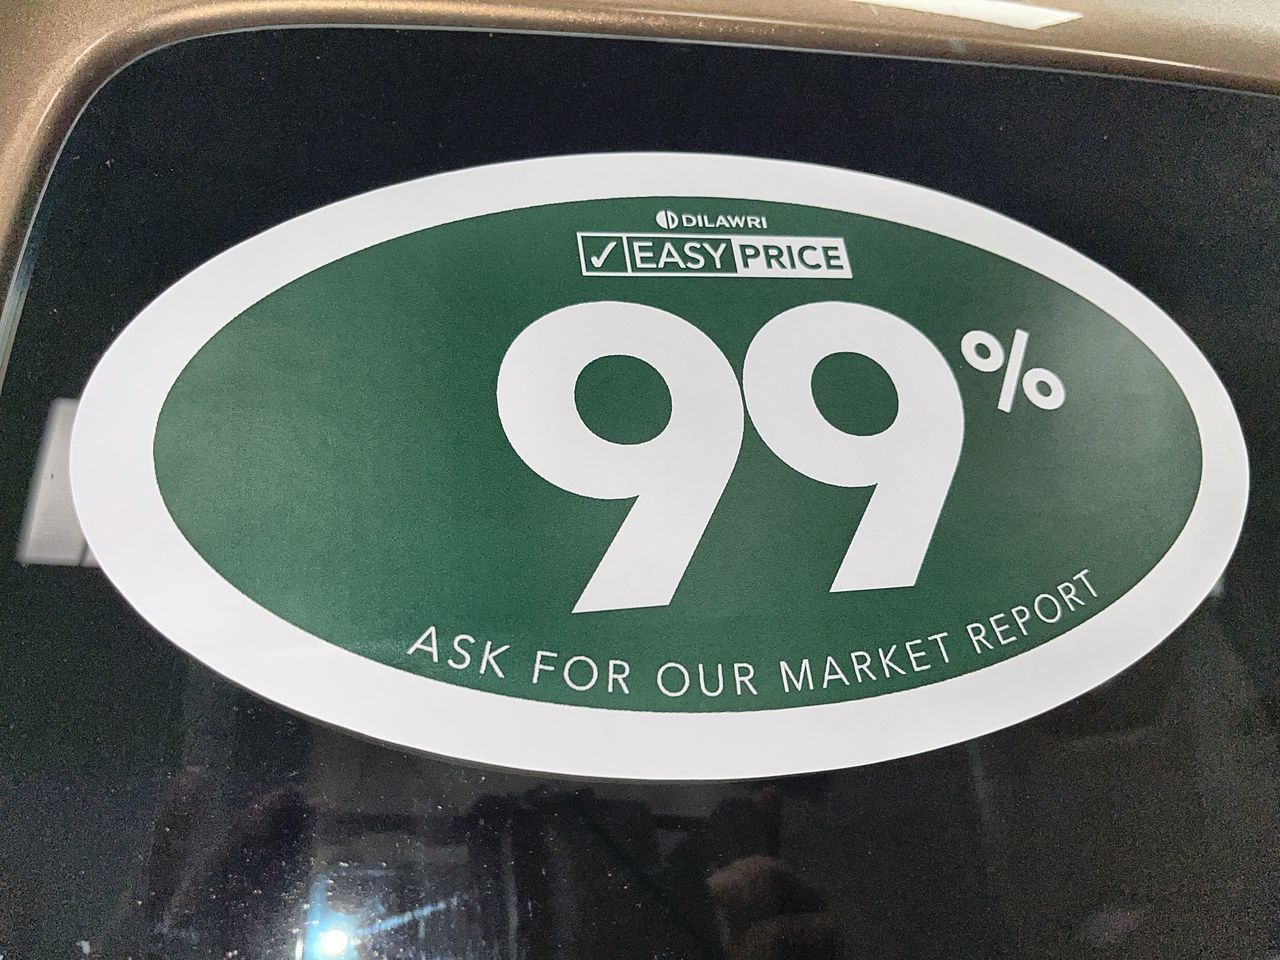 DILAWRI
✓ EASY PRICE
99%
ASK FOR OUR MARKET REPORT